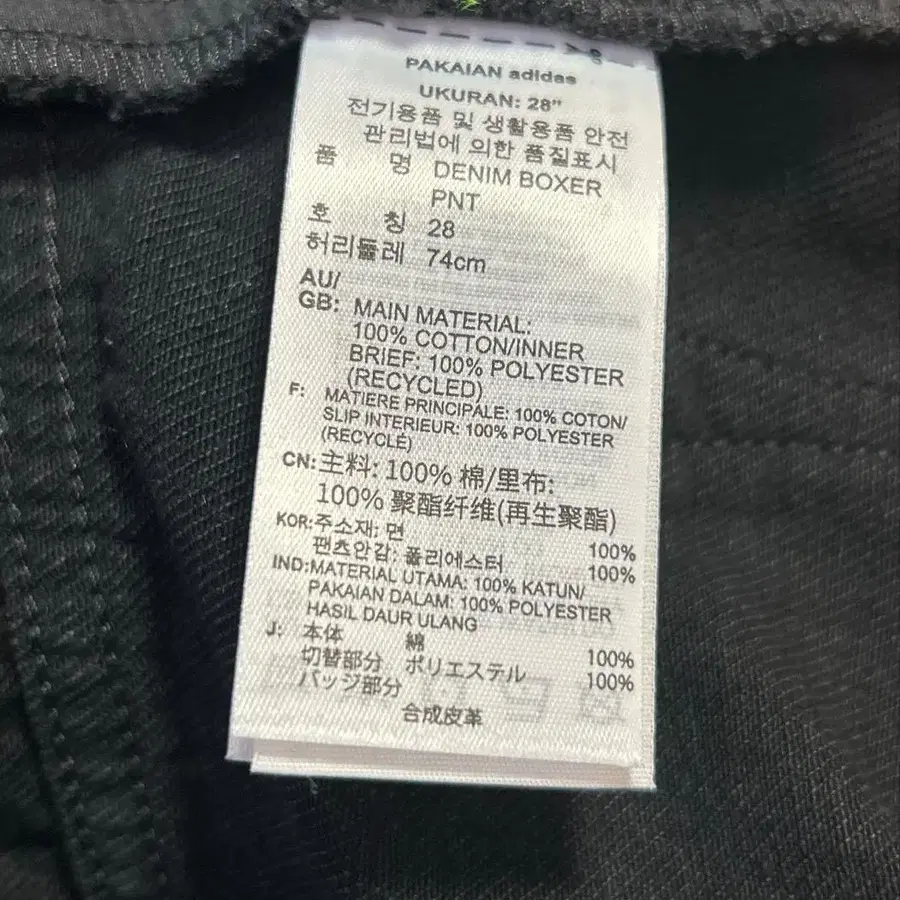 PAKAIAN adidas
UKURAN: 28"
전기용품 및 생활용품 안전
관리법에 의한 품질표시
품 명 DENIM BOXER
PNT
호 칭 28
허리둘레 74cm
AU/
GB: MAIN MATERIAL:
100% COTTON/INNER
BRIEF: 100% POLYESTER
(RECYCLED)
F: MATIERE PRINCIPALE: 100% COTON/
SLIP INTERIEUR: 100% POLYESTER
(RECYCLÉ)
CN: 主料: 100% 棉/里布:
100% 聚酯纤维(再生聚酯)
KOR: 주소재: 면 100%
팬츠안감: 폴리에스터 100%
IND: MATERIAL UTAMA: 100% KATUN/
PAKAIAN DALAM: 100% POLYESTER
HASIL DAUR ULANG
J: 本体 綿 100%
切替部分 ポリエステル 100%
バッジ部分
合成皮革